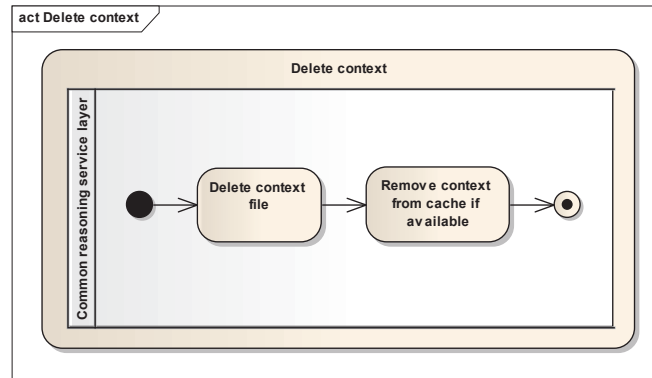 act Delete context
Delete context
Common reasoning service layer
Delete context
file
Remove context
from cache if
available